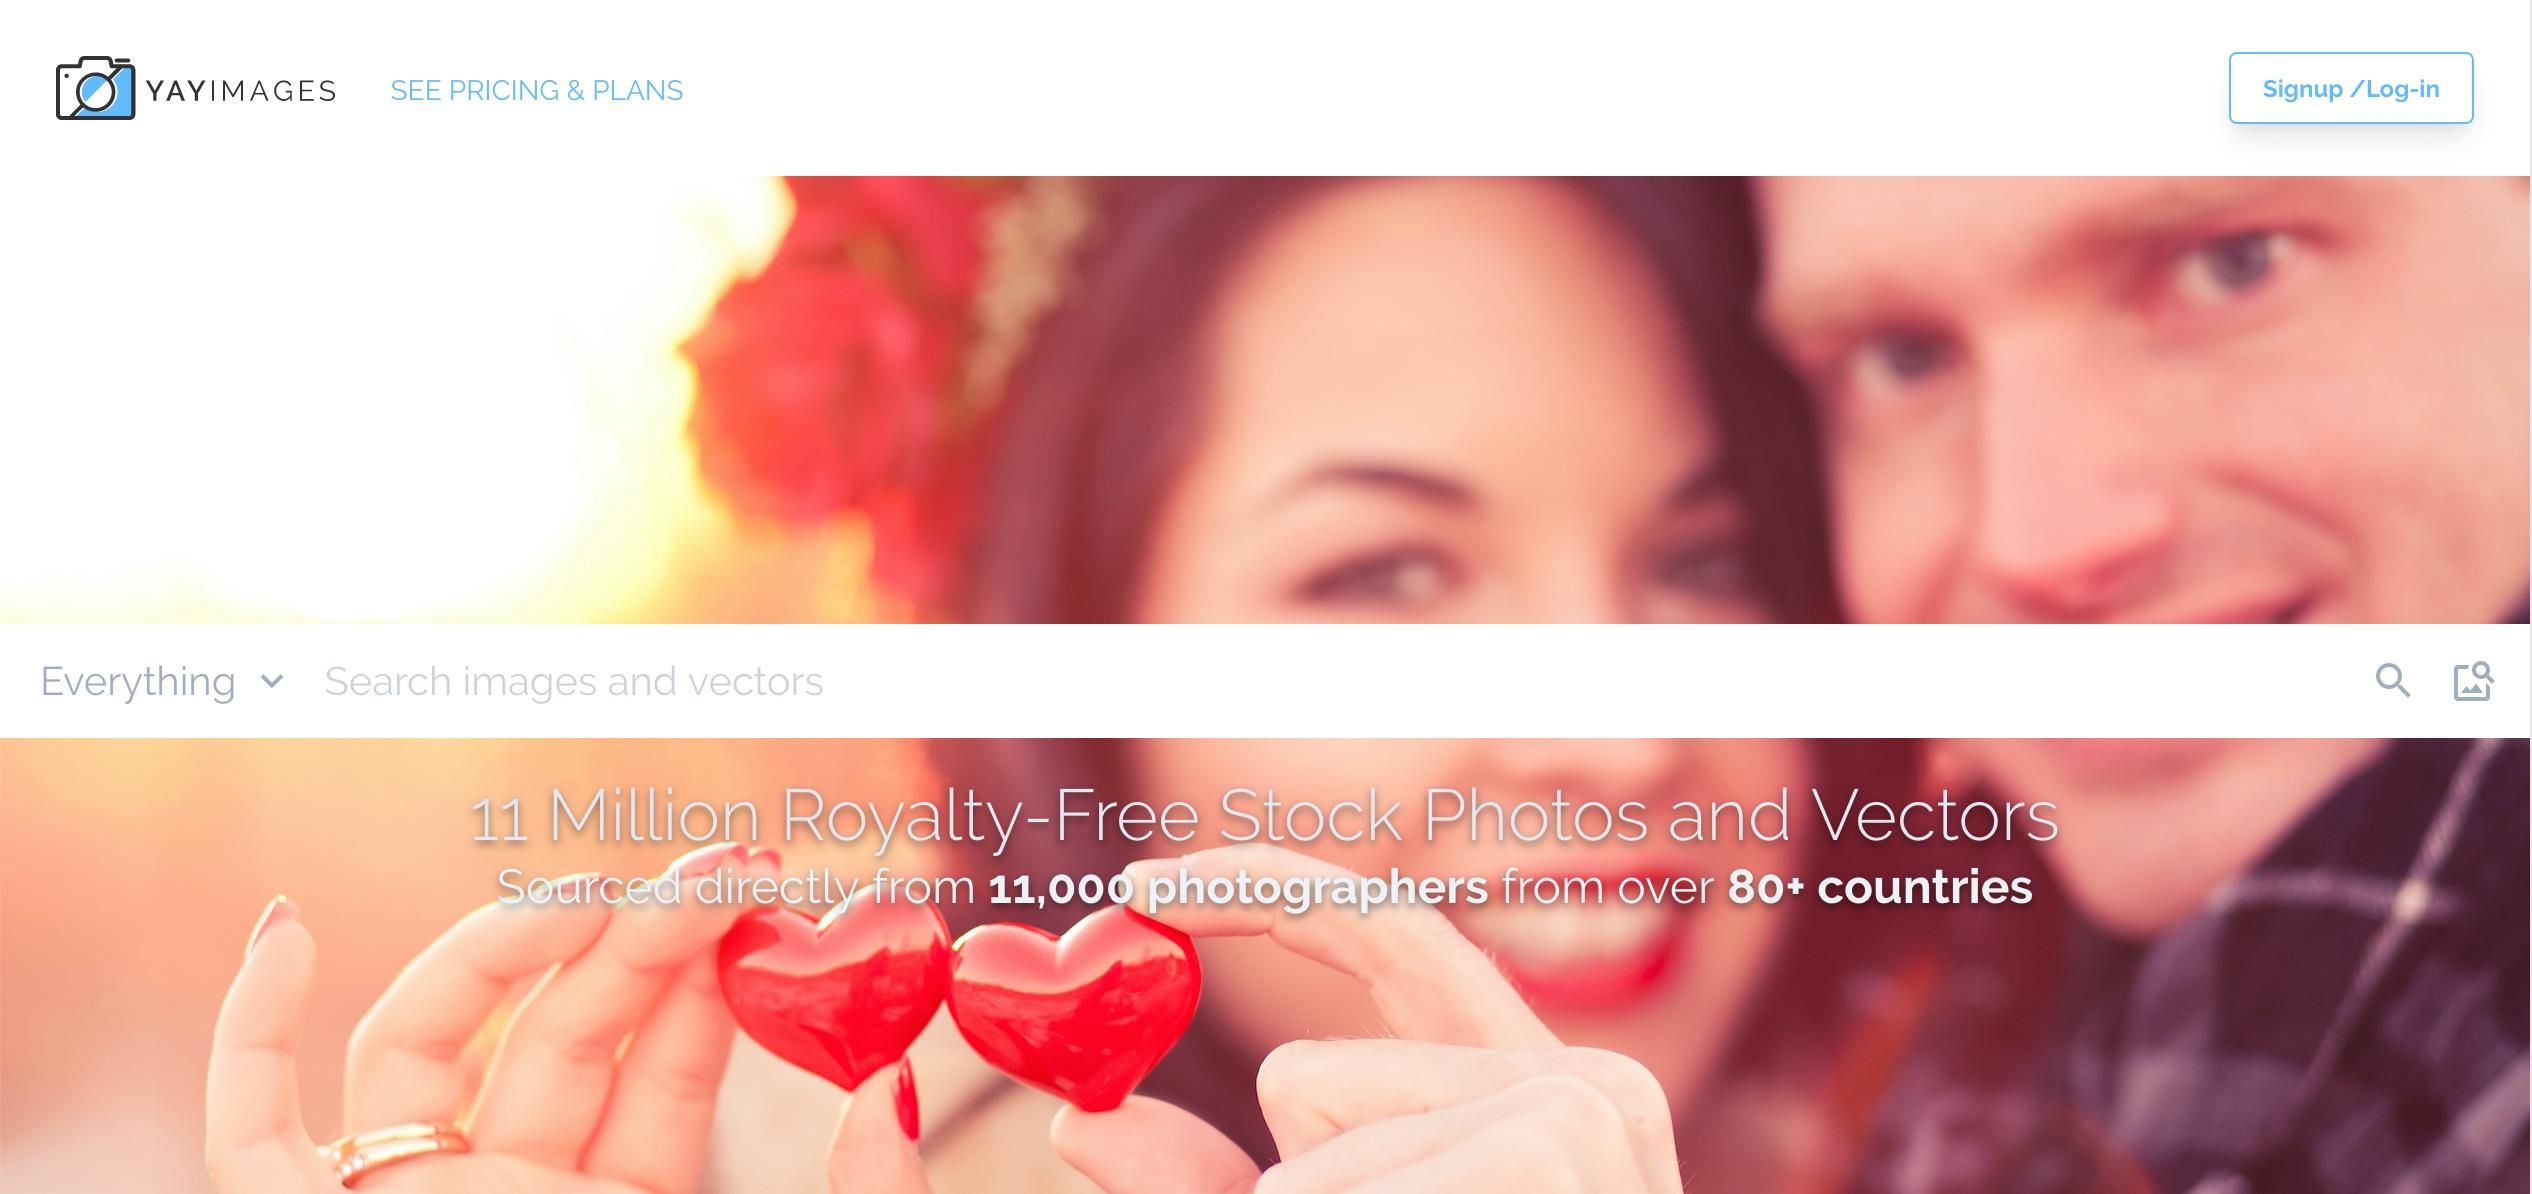 YAYIMAGES
SEE PRICING & PLANS
Signup /Log-in
Everything
Search images and vectors
11 Million Royalty-Free Stock Photos and Vectors
Sourced directly from 11,000 photographers from over 80+ countries